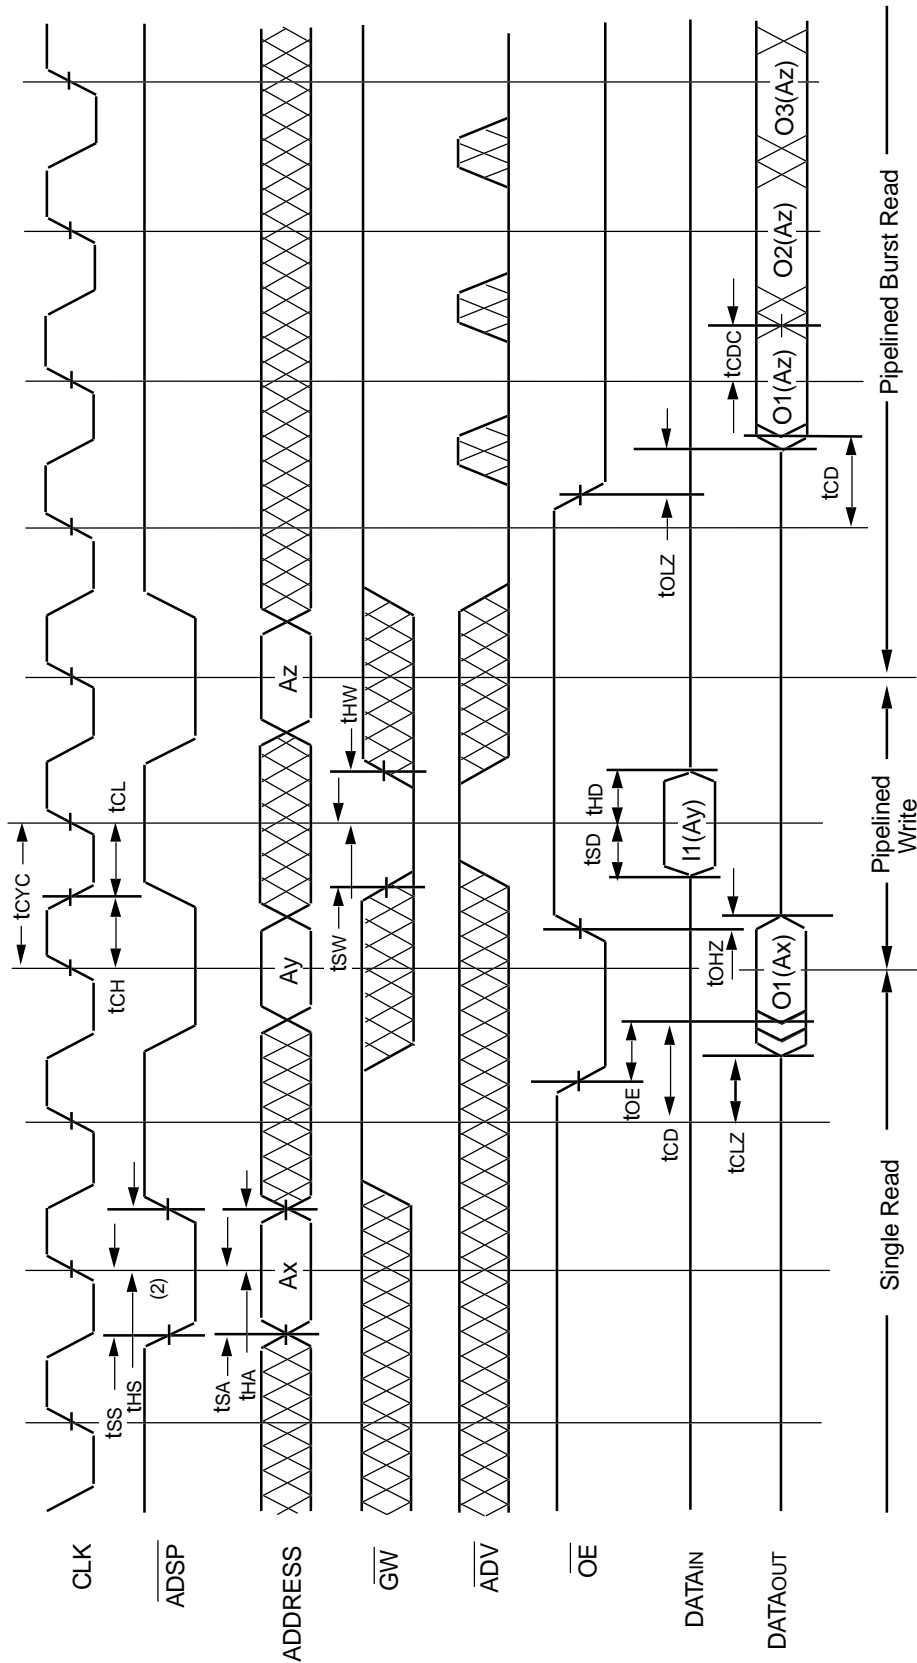 CLK
tCYC
tCH
tCL
ADSP
tSS
tHS
(2)
ADDRESS
tSA
tHA
Ax
Ay
Az
GW
tSW
tHW
ADV
OE
tOE
tOHZ
tOLZ
DATAIN
tCD
tSD
tHD
I1(Ay)
DATAOUT
tCLZ
O1(Ax)
tCD
tCDC
O1(Az)
O2(Az)
O3(Az)
Single Read
Pipelined
Write
Pipelined Burst Read